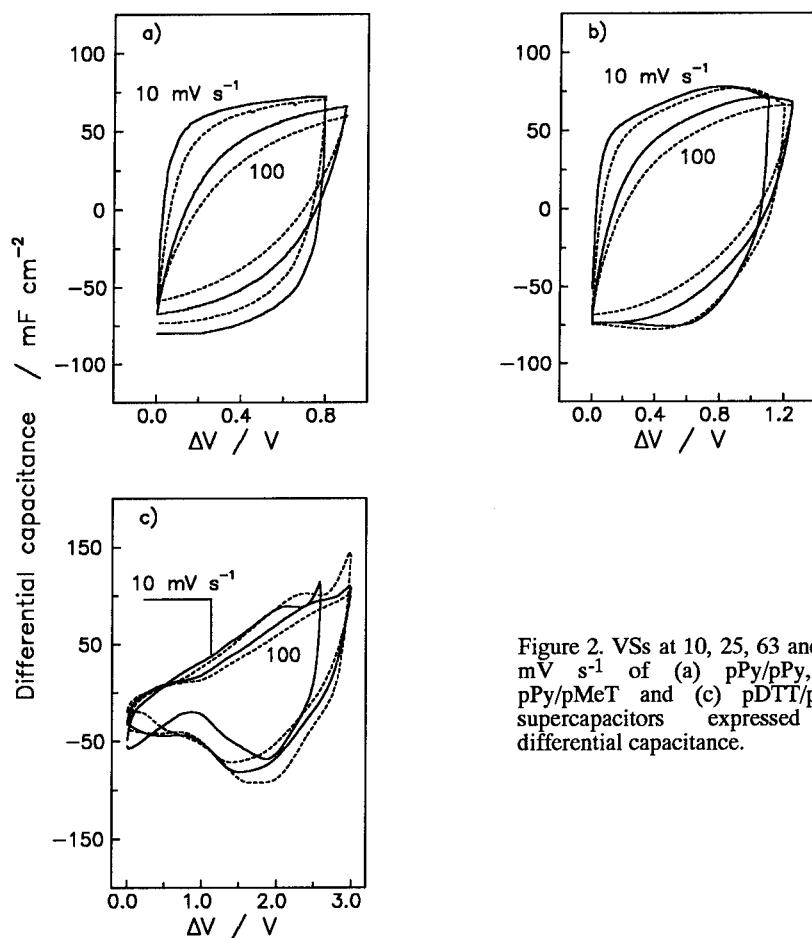 a)
100
50
0
−50
−100
10 mV s⁻¹
100
0.0 0.4 0.8
ΔV / V
b)
100
50
0
−50
−100
10 mV s⁻¹
100
0.0 0.4 0.8 1.2
ΔV / V
Differential capacitance / mF cm⁻²
c)
150
50
−50
−150
10 mV s⁻¹
100
0.0 1.0 2.0 3.0
ΔV / V
Figure 2. VSs at 10, 25, 63 and
mV s⁻¹ of (a) pPy/pPy,
pPy/pMeT and (c) pDTT/p
supercapacitors expressed
differential capacitance.